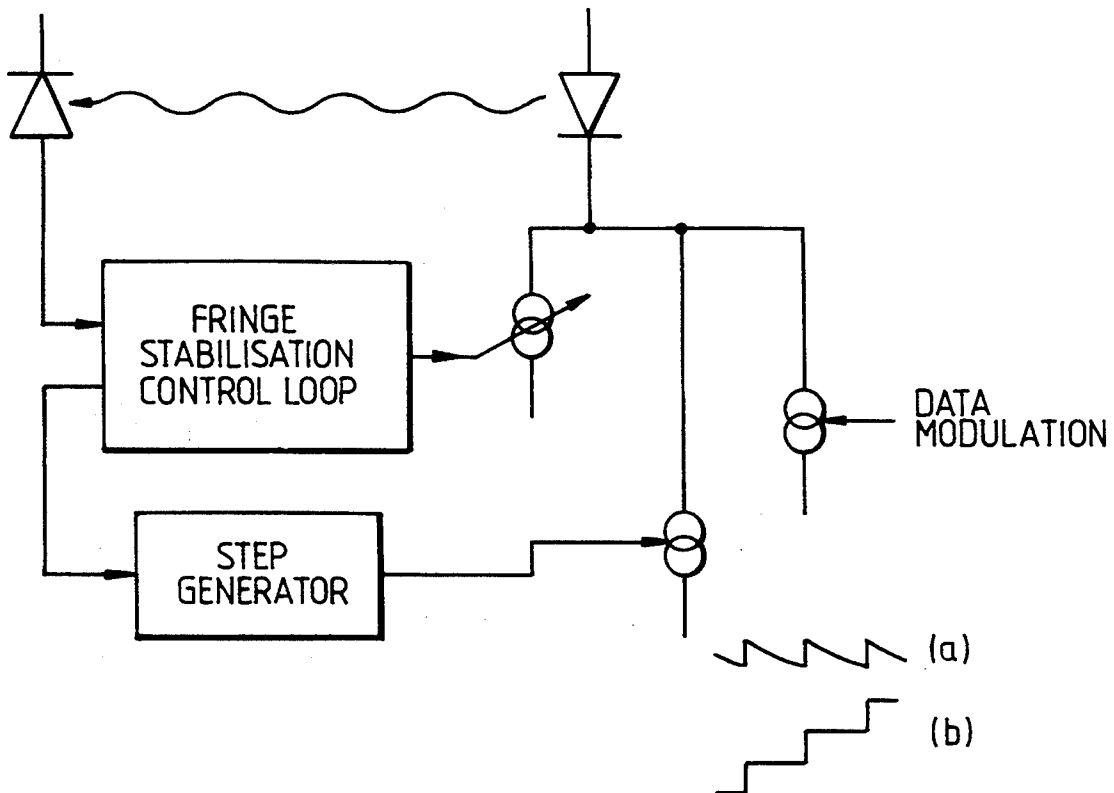 FRINGE
STABILISATION
CONTROL LOOP
DATA
MODULATION
STEP
GENERATOR
(a)
(b)